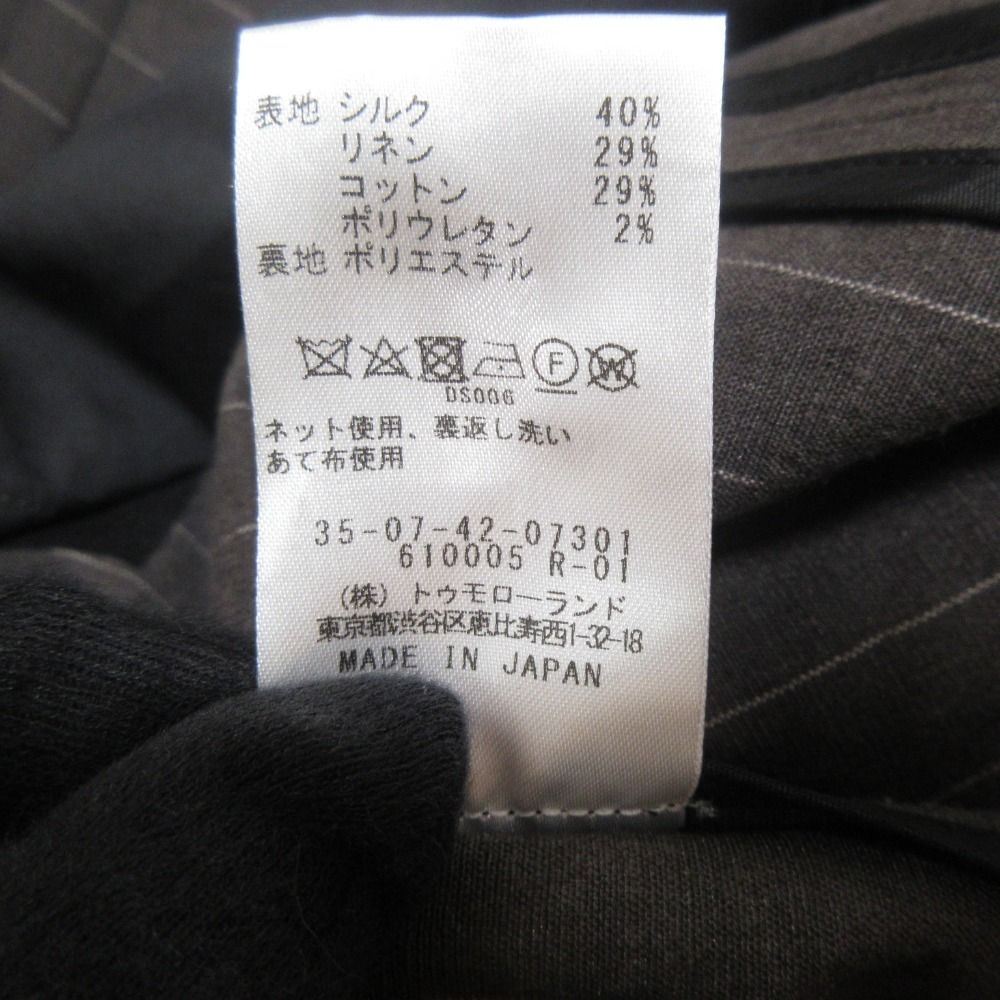 表地 シルク 40%
リネン 29%
コットン 29%
ポリウレタン 2%
裏地 ポリエステル
F W
DS006
ネット使用、裏返し洗い
あて布使用
35-07-42-07301
610005 R-01
(株) トゥモローランド
東京都渋谷区恵比寿西1-32-18
MADE IN JAPAN